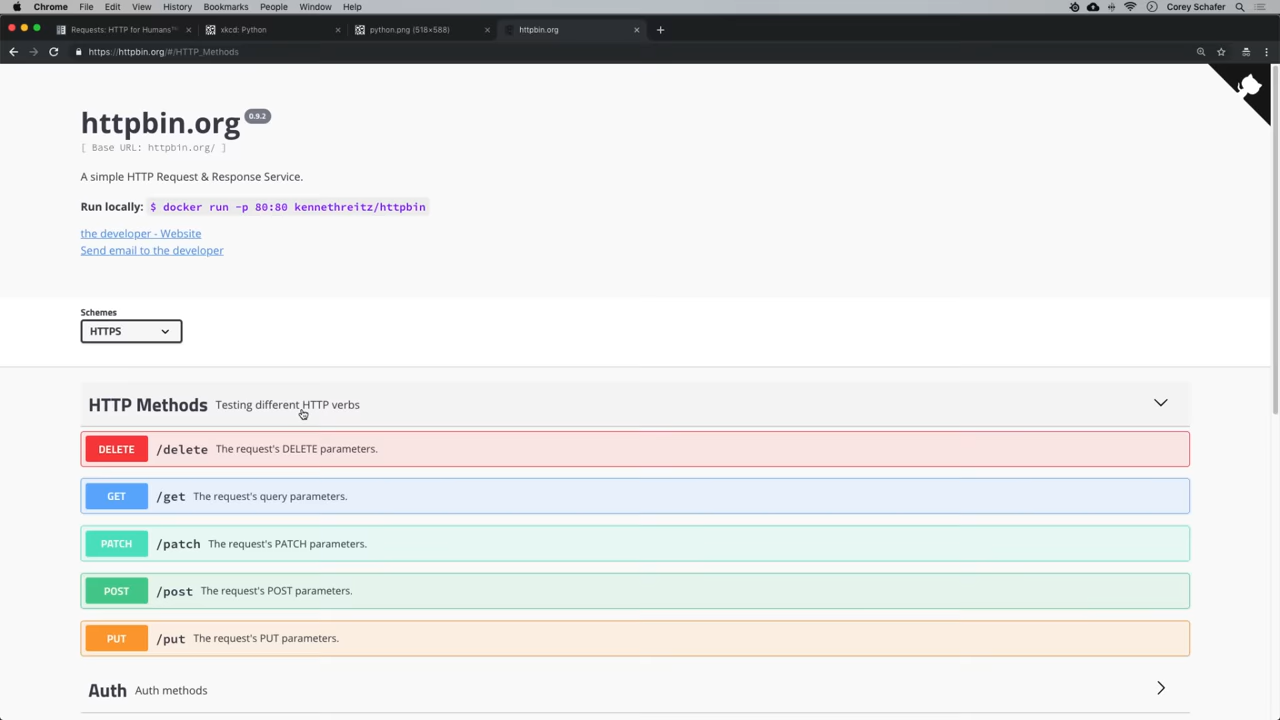 Chrome File Edit View History Bookmarks People Window Help Corey Schafer
Requests: HTTP for Humans™ xkcd: Python python.png (518×588) httpbin.org
https://httpbin.org/#/HTTP_Methods
httpbin.org 0.9.2
[ Base URL: httpbin.org/ ]
A simple HTTP Request & Response Service.
Run locally: $ docker run -p 80:80 kennethreitz/httpbin
the developer - Website
Send email to the developer
Schemes
HTTPS
HTTP Methods Testing different HTTP verbs
DELETE /delete The request's DELETE parameters.
GET /get The request's query parameters.
PATCH /patch The request's PATCH parameters.
POST /post The request's POST parameters.
PUT /put The request's PUT parameters.
Auth Auth methods